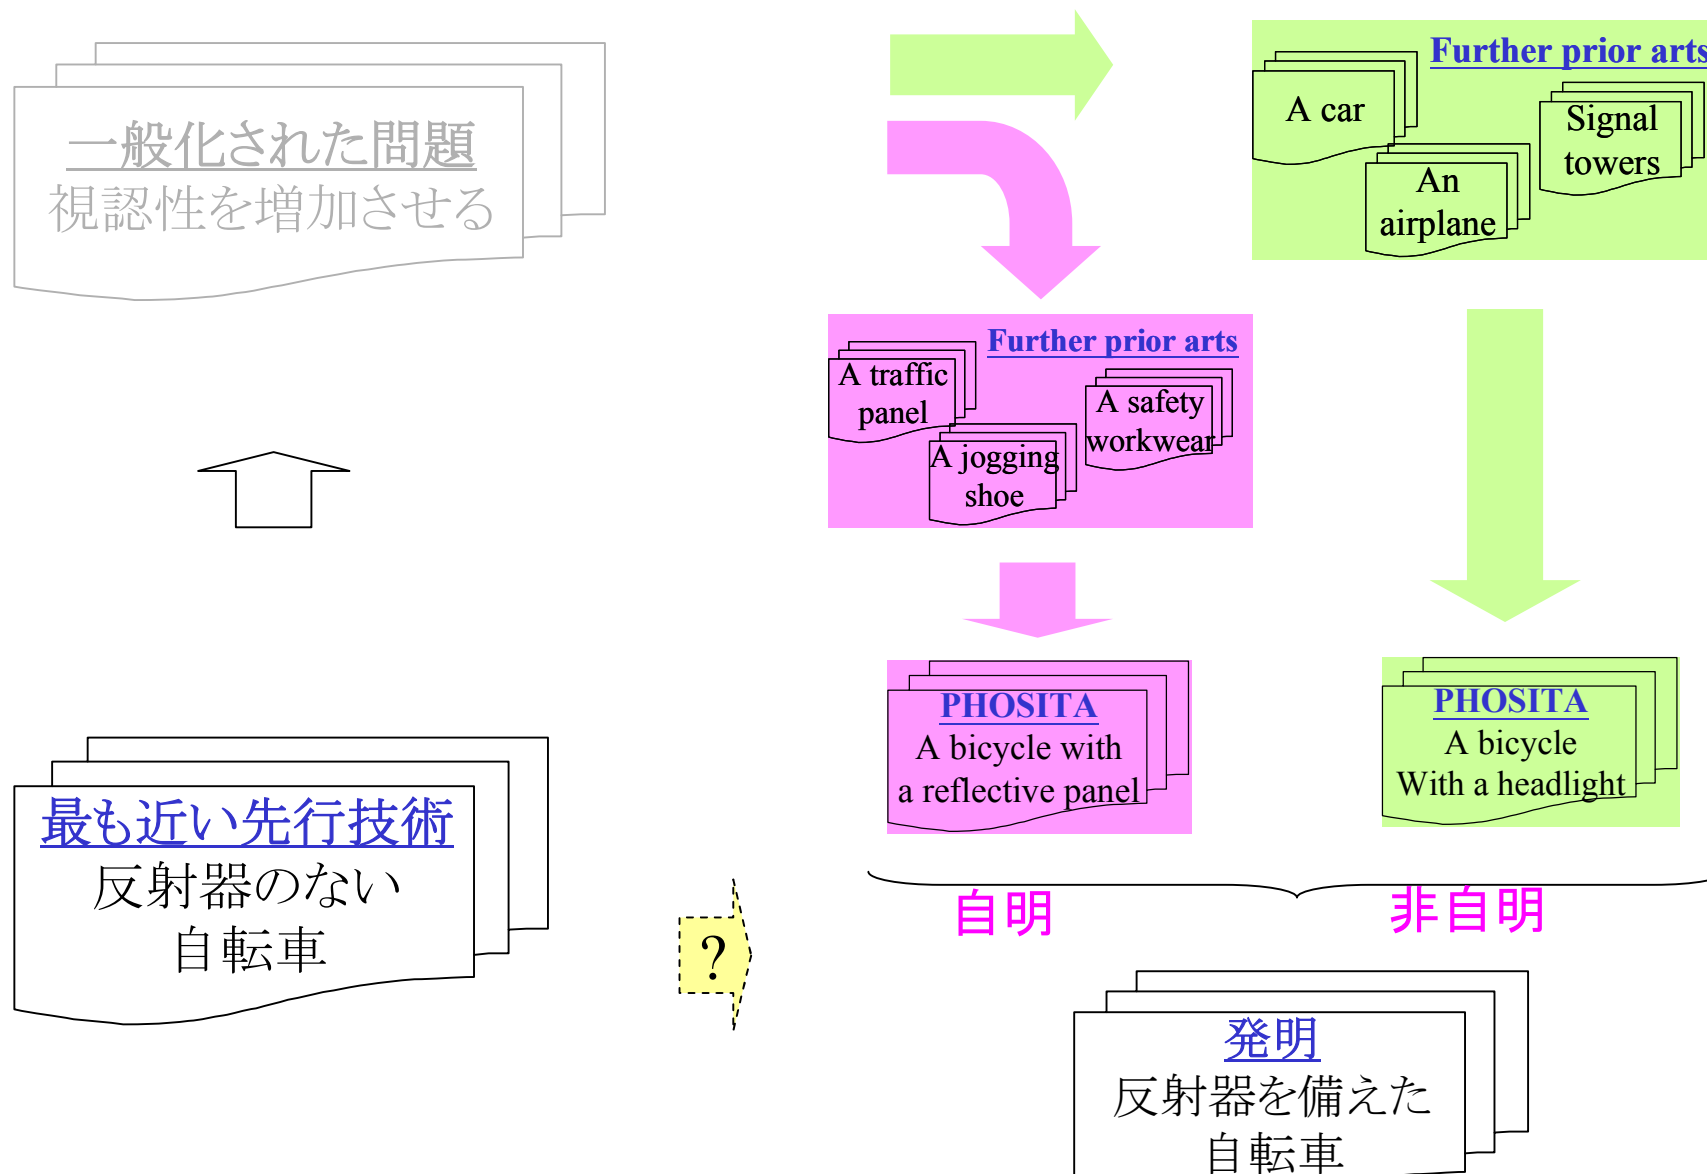 一般化された問題
視認性を増加させる
Further prior arts
A car
Signal
towers
An
airplane
Further prior arts
A traffic
panel
A safety
workwear
A jogging
shoe
PHOSITA
A bicycle with
a reflective panel
PHOSITA
A bicycle
With a headlight
最も近い先行技術
反射器のない
自転車
?
自明
非自明
発明
反射器を備えた
自転車